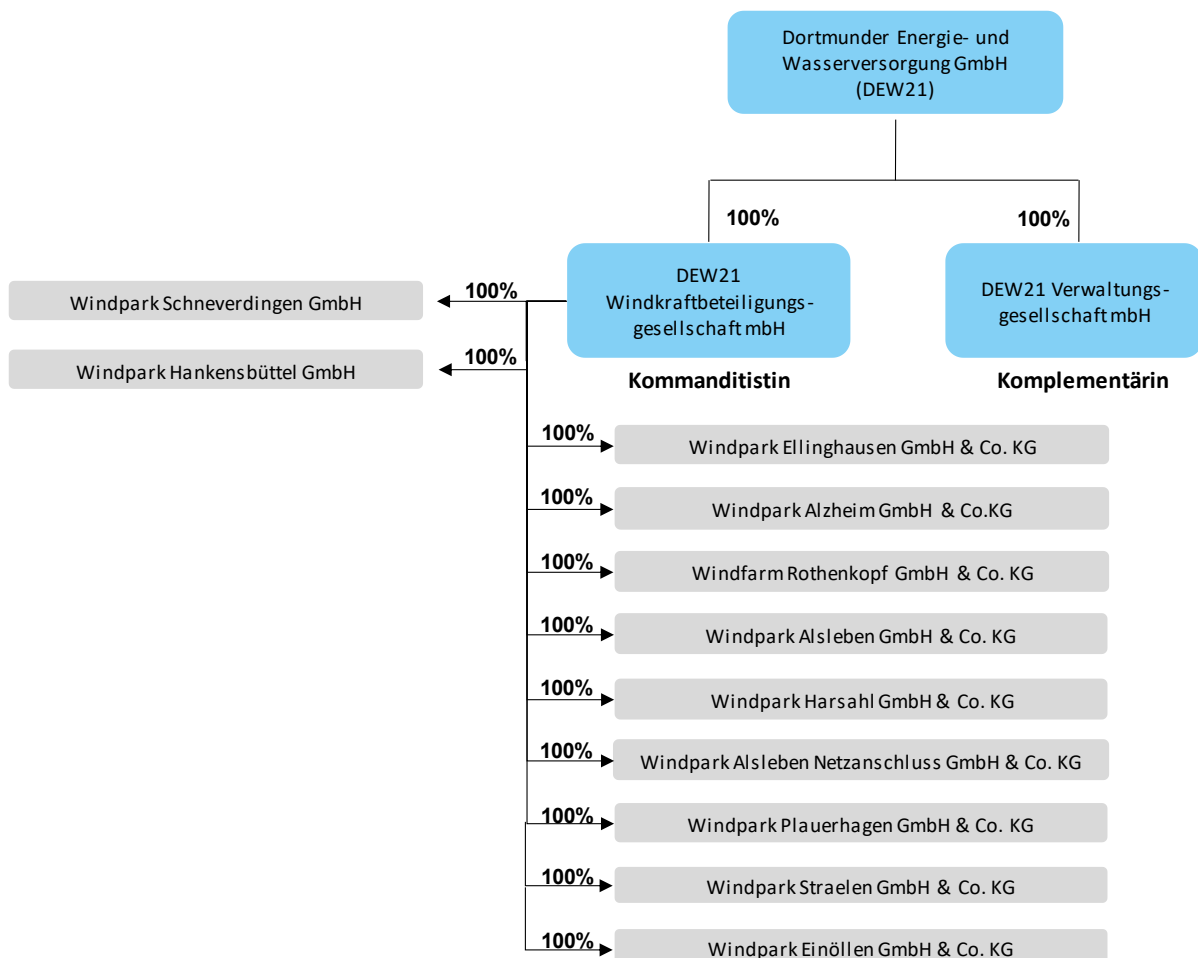 Dortmunder Energie- und
Wasserversorgung GmbH
(DEW21)
100%
100%
DEW21
Windkraftbeteiligungs-
gesellschaft mbH
DEW21 Verwaltungs-
gesellschaft mbH
Kommanditistin
Komplementärin
100%
Windpark Schneverdingen GmbH
100%
Windpark Hankensbüttel GmbH
100%
Windpark Ellinghausen GmbH & Co. KG
100%
Windpark Alzheim GmbH & Co.KG
100%
Windfarm Rothenkopf GmbH & Co. KG
100%
Windpark Alsleben GmbH & Co. KG
100%
Windpark Harsahl GmbH & Co. KG
100%
Windpark Alsleben Netzanschluss GmbH & Co. KG
100%
Windpark Plauerhagen GmbH & Co. KG
100%
Windpark Straelen GmbH & Co. KG
100%
Windpark Einöllen GmbH & Co. KG